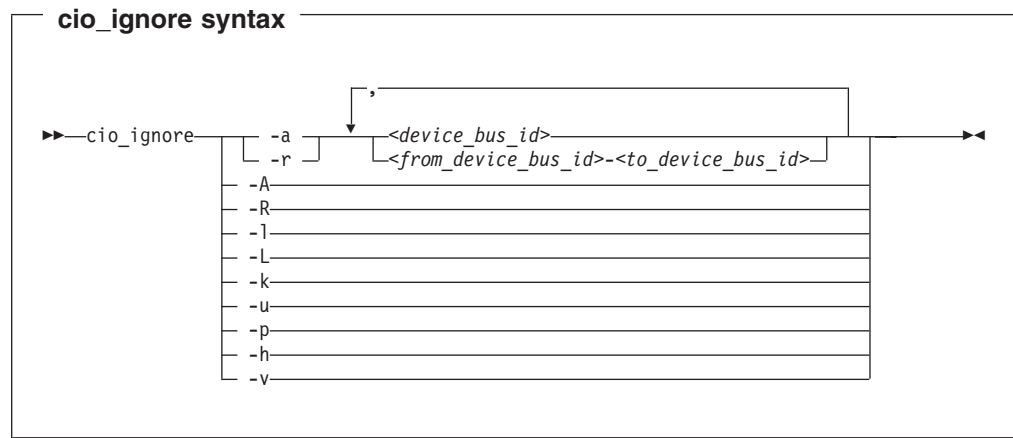 cio_ignore syntax
,
cio_ignore -a <device_bus_id>
-r <from_device_bus_id>-<to_device_bus_id>
-A
-R
-l
-L
-k
-u
-p
-h
-v